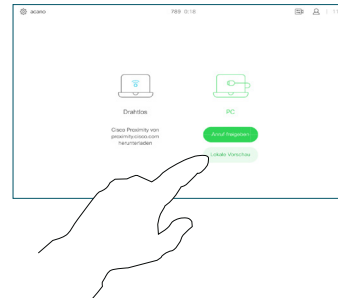 acano
Drahtlos
PC
Cisco Proximity von
proximity.cisco.com
herunterladen
Anruf freigeben
Lokale Vorschau